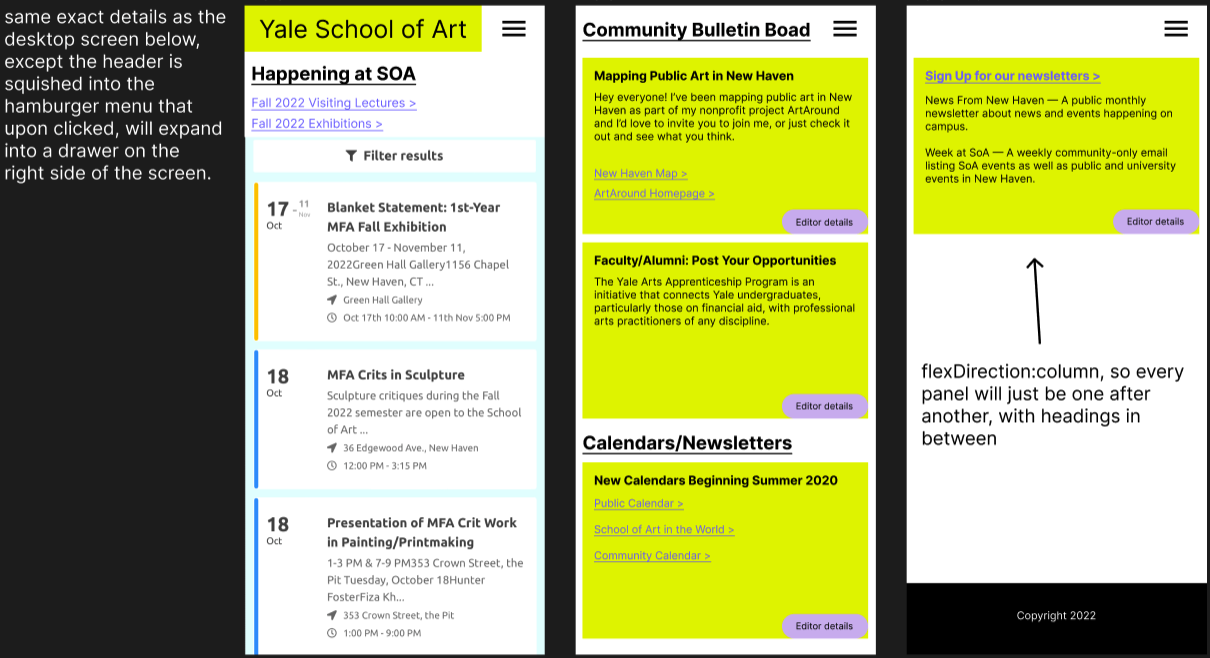 same exact details as the
desktop screen below,
except the header is
squished into the
hamburger menu that
upon clicked, will expand
into a drawer on the
right side of the screen.
Yale School of Art
Happening at SOA
Fall 2022 Visiting Lectures >
Fall 2022 Exhibitions >
Filter results
17 - 11
Oct Nov
Blanket Statement: 1st-Year
MFA Fall Exhibition
October 17 - November 11,
2022Green Hall Gallery1156 Chapel
St., New Haven, CT ...
Green Hall Gallery
Oct 17th 10:00 AM - 11th Nov 5:00 PM
18
Oct
MFA Crits in Sculpture
Sculpture critiques during the Fall
2022 semester are open to the School
of Art ...
36 Edgewood Ave., New Haven
12:00 PM - 3:15 PM
18
Oct
Presentation of MFA Crit Work
in Painting/Printmaking
1-3 PM & 7-9 PM353 Crown Street, the
Pit Tuesday, October 18Hunter
FosterFiza Kh...
353 Crown Street, the Pit
1:00 PM - 9:00 PM
Community Bulletin Boad
Mapping Public Art in New Haven
Hey everyone! I've been mapping public art in New
Haven as part of my nonprofit project ArtAround
and I'd love to invite you to join me, or just check it
out and see what you think.
New Haven Map >
ArtAround Homepage >
Editor details
Faculty/Alumni: Post Your Opportunities
The Yale Arts Apprenticeship Program is an
initiative that connects Yale undergraduates,
particularly those on financial aid, with professional
arts practitioners of any discipline.
Editor details
Calendars/Newsletters
New Calendars Beginning Summer 2020
Public Calendar >
School of Art in the World >
Community Calendar >
Editor details
Sign Up for our newsletters >
News From New Haven — A public monthly
newsletter about news and events happening on
campus.
Week at SoA — A weekly community-only email
listing SoA events as well as public and university
events in New Haven.
Editor details
flexDirection:column, so every
panel will just be one after
another, with headings in
between
Copyright 2022